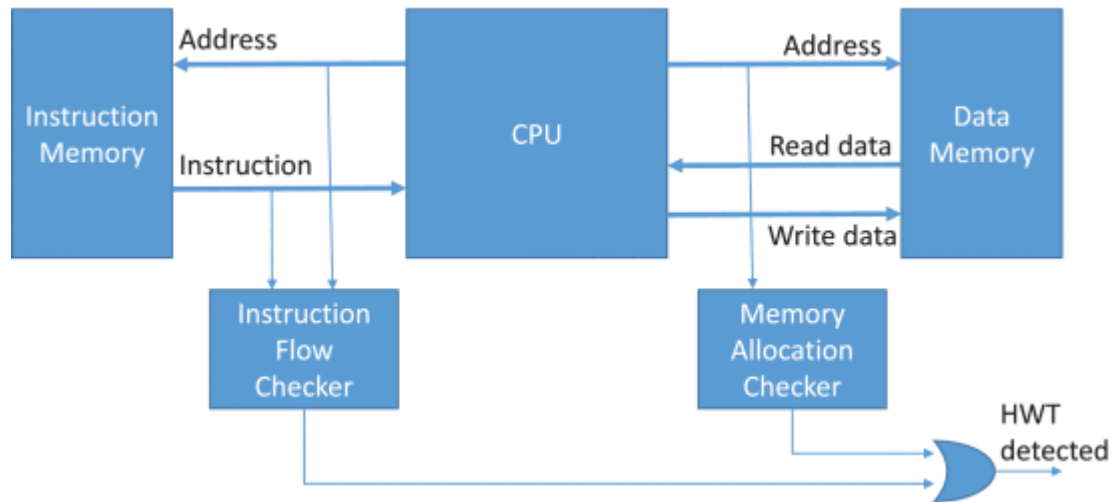 Address
Address
Instruction
Memory
CPU
Data
Memory
Read data
Instruction
Write data
Instruction
Flow
Checker
Memory
Allocation
Checker
HWT
detected